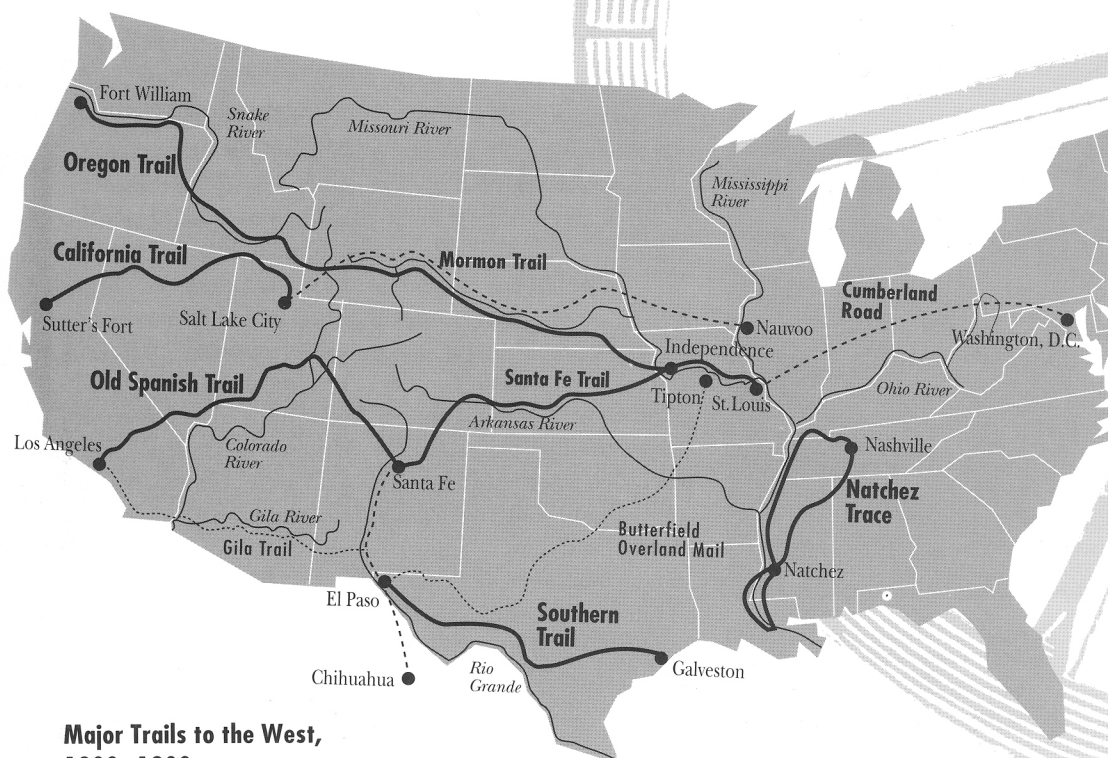 Fort William
Snake
River
Missouri River
Oregon Trail
Mississippi
River
California Trail
Mormon Trail
Cumberland
Road
Sutter's Fort
Salt Lake City
Nauvoo
Washington, D.C.
Independence
Old Spanish Trail
Santa Fe Trail
Tipton
St. Louis
Ohio River
Arkansas River
Los Angeles
Colorado
River
Nashville
Santa Fe
Natchez
Trace
Gila River
Gila Trail
Butterfield
Overland Mail
Natchez
El Paso
Southern
Trail
Chihuahua
Rio
Grande
Galveston
Major Trails to the West,